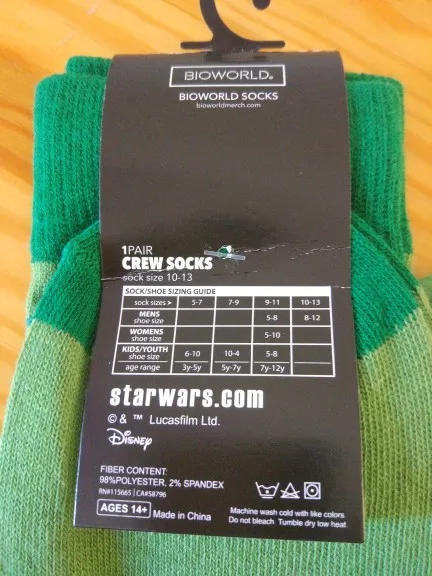 BIOWORLD®
BIOWORLD SOCKS
bioworldmerch.com
1PAIR
CREW SOCKS
sock size 10-13
SOCK/SHOE SIZING GUIDE
sock sizes > 5-7 7-9 9-11 10-13
MENS shoe size 5-8 8-12
WOMENS shoe size 5-10
KIDS/YOUTH shoe size 6-10 10-4 5-8
age range 3y-5y 5y-7y 7y-12y
starwars.com
© & ™ Lucasfilm Ltd.
Disney
FIBER CONTENT:
98%POLYESTER, 2% SPANDEX
RN#115665 | CA#58796
AGES 14+ Made in China
Machine wash cold with like colors.
Do not bleach. Tumble dry low heat.